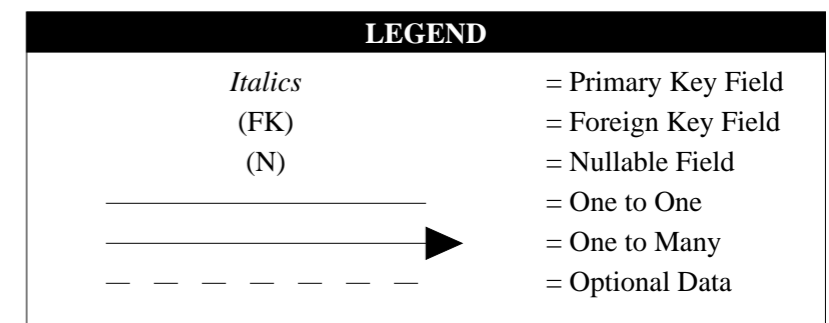 LEGEND
Italics = Primary Key Field
(FK) = Foreign Key Field
(N) = Nullable Field
= One to One
= One to Many
= Optional Data